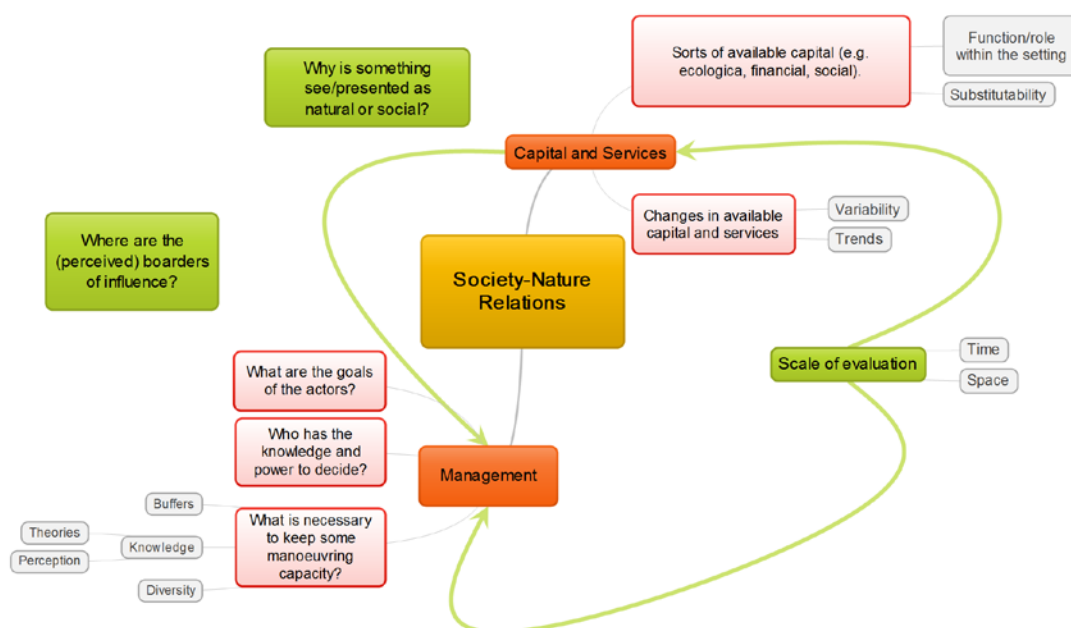 Why is something
see/presented as
natural or social?
Sorts of available capital (e.g.
ecologica, financial, social).
Function/role
within the setting
Substitutability
Capital and Services
Changes in available
capital and services
Variability
Trends
Where are the
(perceived) boarders
of influence?
Society-Nature
Relations
Scale of evaluation
Time
Space
What are the goals
of the actors?
Who has the
knowledge and
power to decide?
Management
What is necessary
to keep some
manoeuvring
capacity?
Buffers
Theories
Knowledge
Perception
Diversity